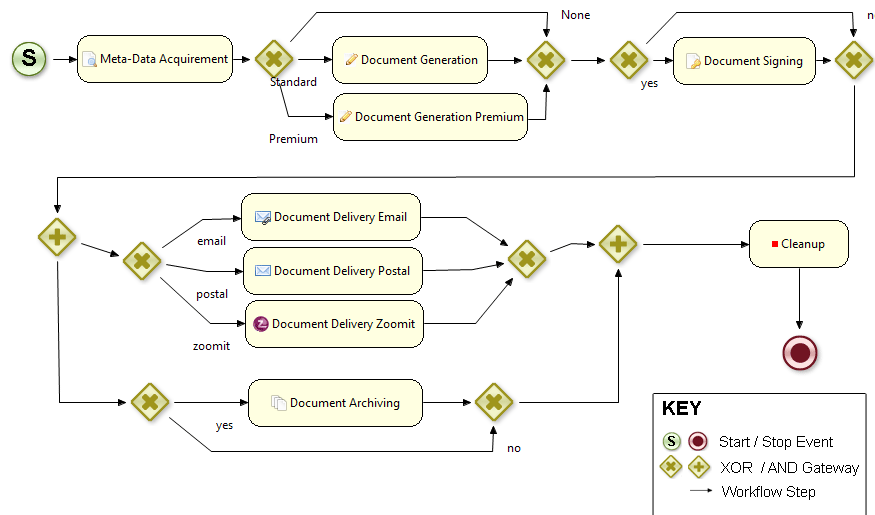 None
n
S
Meta-Data Acquirement
Document Generation
Document Signing
Standard
yes
Document Generation Premium
Premium
Document Delivery Email
email
Document Delivery Postal
postal
Cleanup
Document Delivery Zoomit
zoomit
Document Archiving
yes
no
KEY
S
Start / Stop Event
XOR / AND Gateway
Workflow Step